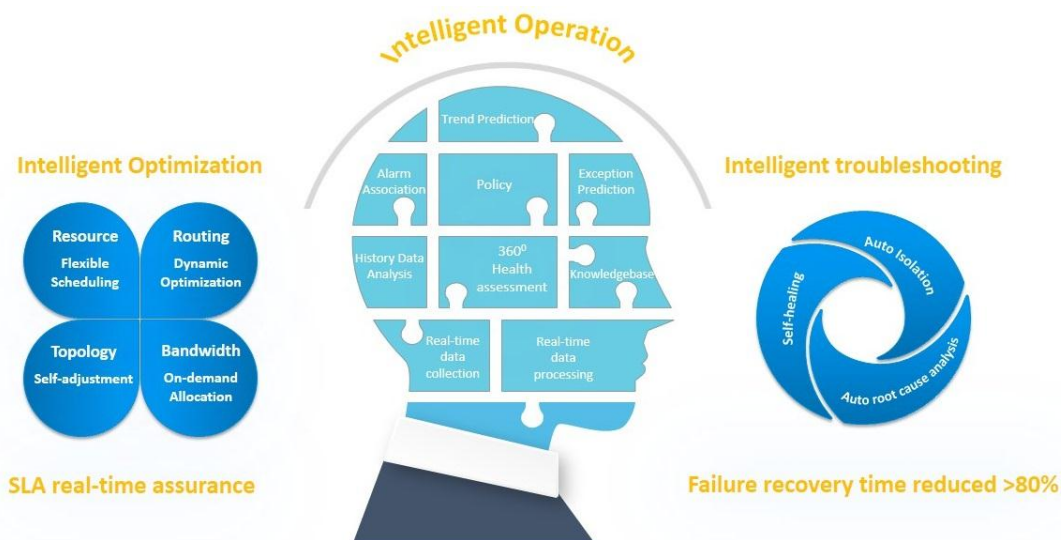 Intelligent Operation
Intelligent Optimization
Resource
Flexible
Scheduling
Routing
Dynamic
Optimization
Topology
Self-adjustment
Bandwidth
On-demand
Allocation
SLA real-time assurance
Trend Prediction
Alarm
Association
Policy
Exception
Prediction
History Data
Analysis
360⁰
Health
assessment
Knowledgebase
Real-time
data
collection
Real-time
data
processing
Intelligent troubleshooting
Auto Isolation
Self-healing
Auto root cause analysis
Failure recovery time reduced >80%